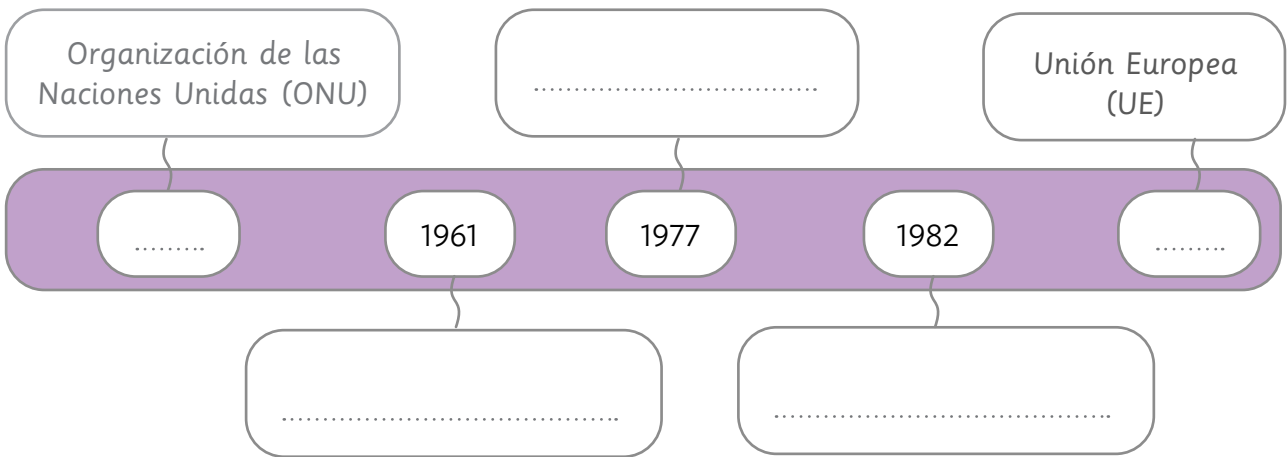 Organización de las
Naciones Unidas (ONU)
................................
Unión Europea
(UE)
.........
1961
1977
1982
.........
......................................
......................................